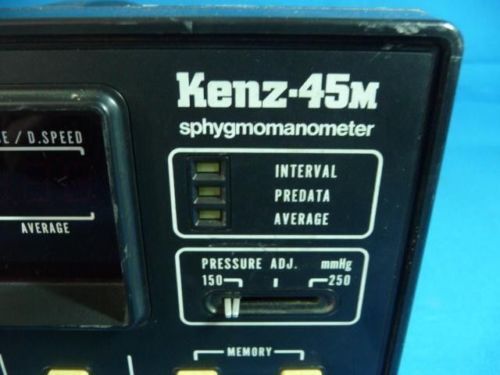 Kenz-45M
sphygmomanometer
E / D.SPEED
AVERAGE
INTERVAL
PREDATA
AVERAGE
PRESSURE ADJ. mmHg
150 250
MEMORY